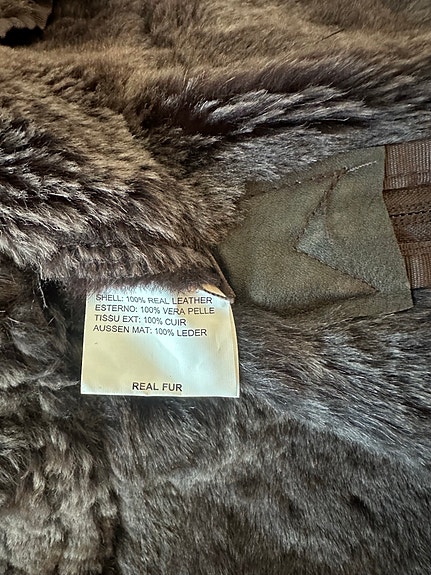 SHELL: 100% REAL LEATHER
ESTERNO: 100% VERA PELLE
TISSU EXT: 100% CUIR
AUSSEN MAT: 100% LEDER
REAL FUR